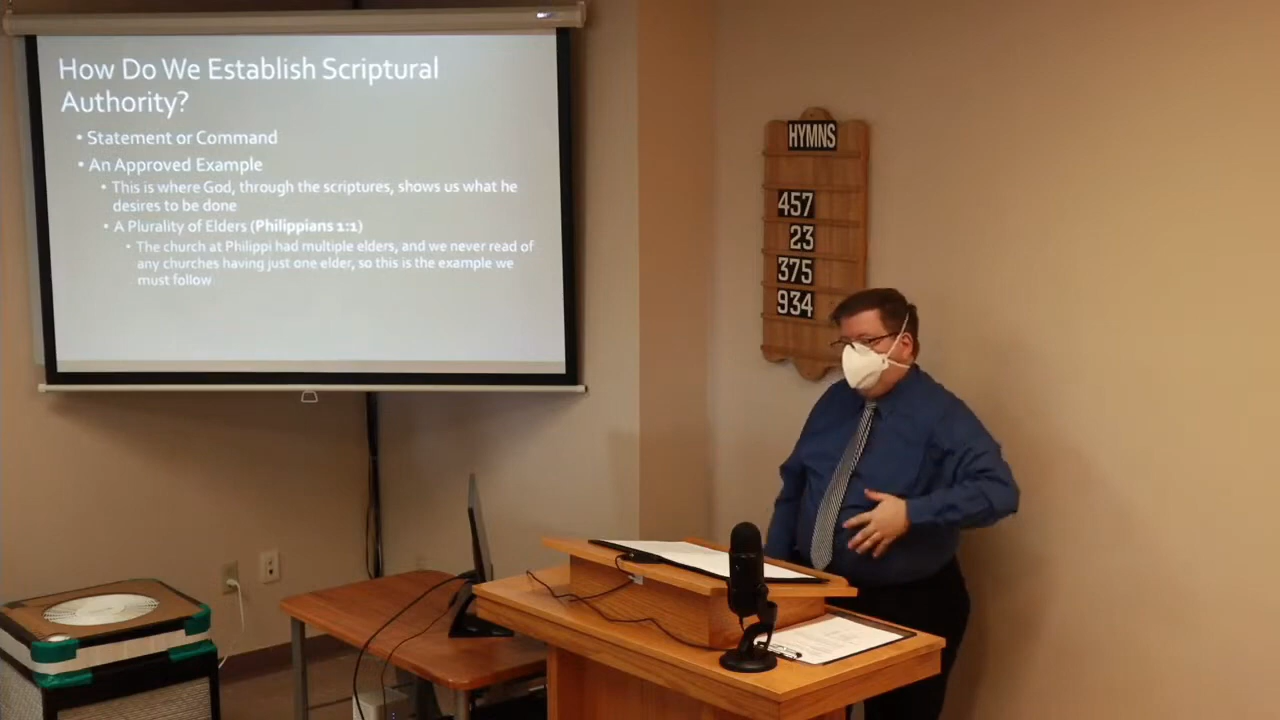 How Do We Establish Scriptural
Authority?
• Statement or Command
• An Approved Example
• This is where God, through the scriptures, shows us what he
desires to be done
• A Plurality of Elders (Philippians 1:1)
• The church at Philippi had multiple elders, and we never read of
any churches having just one elder, so this is the example we
must follow
HYMNS
457
23
375
934